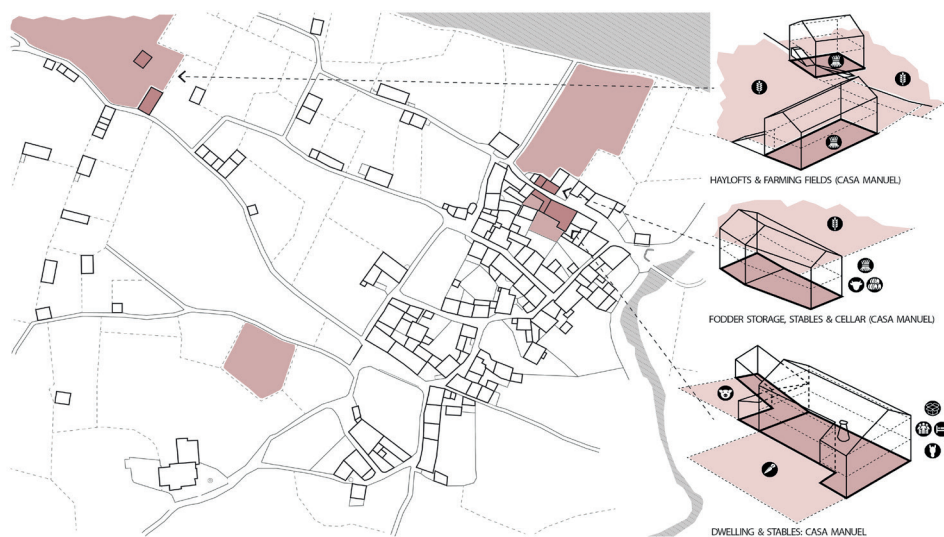 HAYLOFTS & FARMING FIELDS (CASA MANUEL)
FODDER STORAGE, STABLES & CELLAR (CASA MANUEL)
DWELLING & STABLES: CASA MANUEL